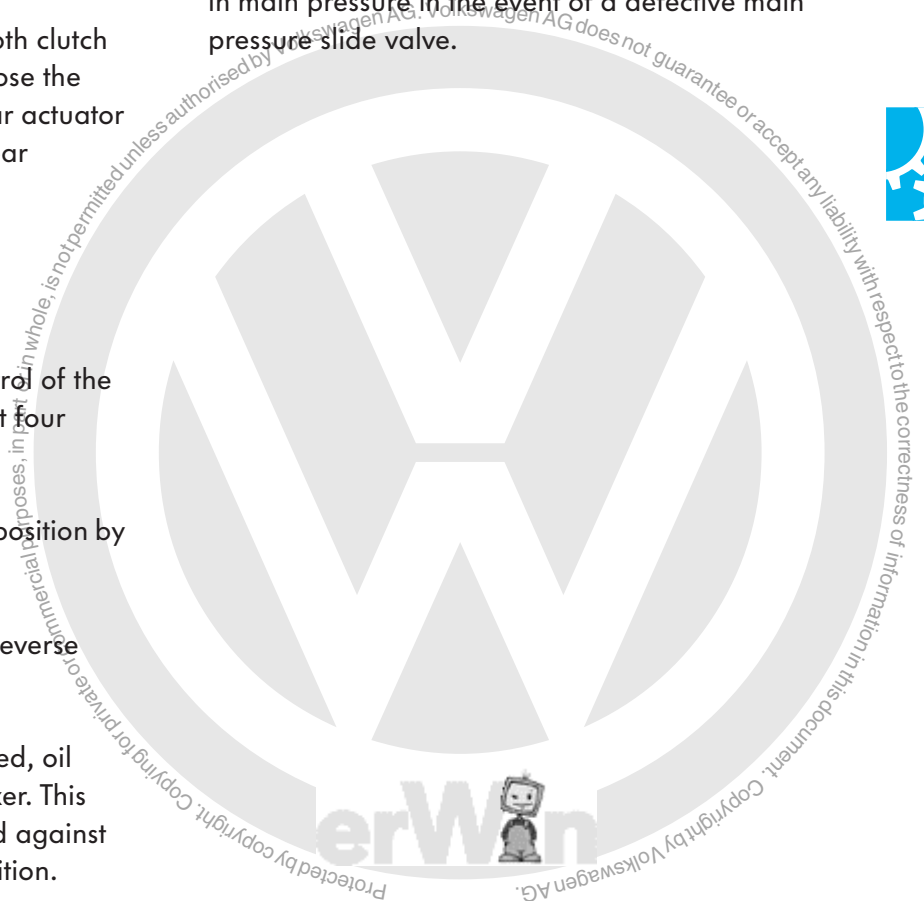 oth clutch
ose the
r actuator
ar
rol of the
t four
position by
everse
ed, oil
er. This
d against
ition.
in main pressure in the event of a defective main
pressure slide valve.
Protected by copyright. Copying for private or commercial purposes, in part or in whole, is not permitted unless authorised by Volkswagen AG. Volkswagen AG does not guarantee or accept any liability with respect to the correctness of information in this document. Copyright by Volkswagen AG.
erWin